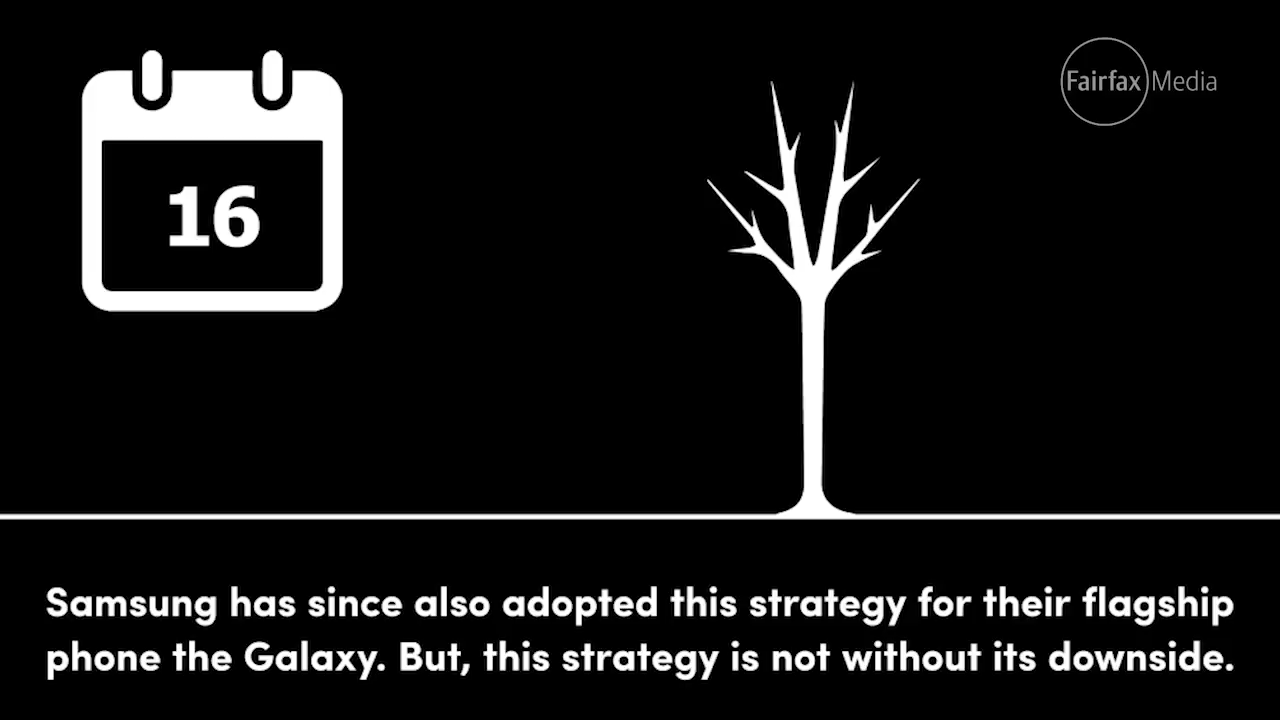 16
Fairfax Media
Samsung has since also adopted this strategy for their flagship
phone the Galaxy. But, this strategy is not without its downside.